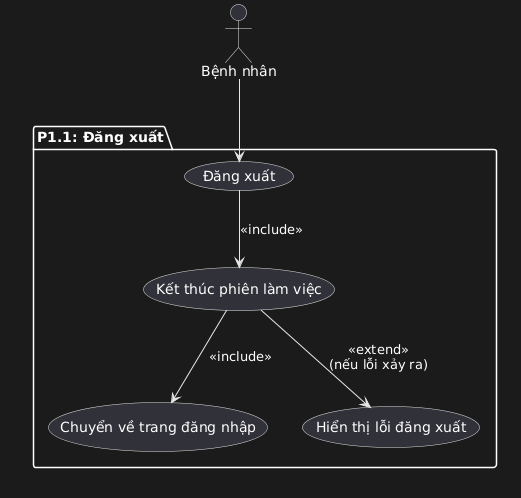 Bệnh nhân
P1.1: Đăng xuất
Đăng xuất
«include»
Kết thúc phiên làm việc
«include»
«extend»
(nếu lỗi xảy ra)
Chuyển về trang đăng nhập
Hiển thị lỗi đăng xuất